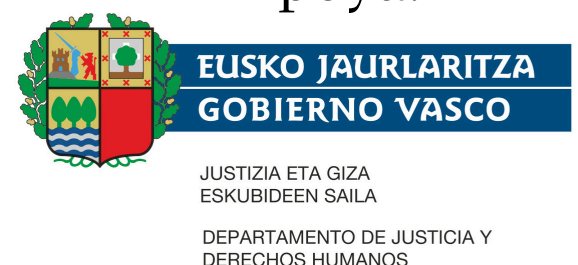 EUSKO JAURLARITZA
GOBIERNO VASCO
JUSTIZIA ETA GIZA
ESKUBIDEEN SAILA
DEPARTAMENTO DE JUSTICIA Y
DERECHOS HUMANOS